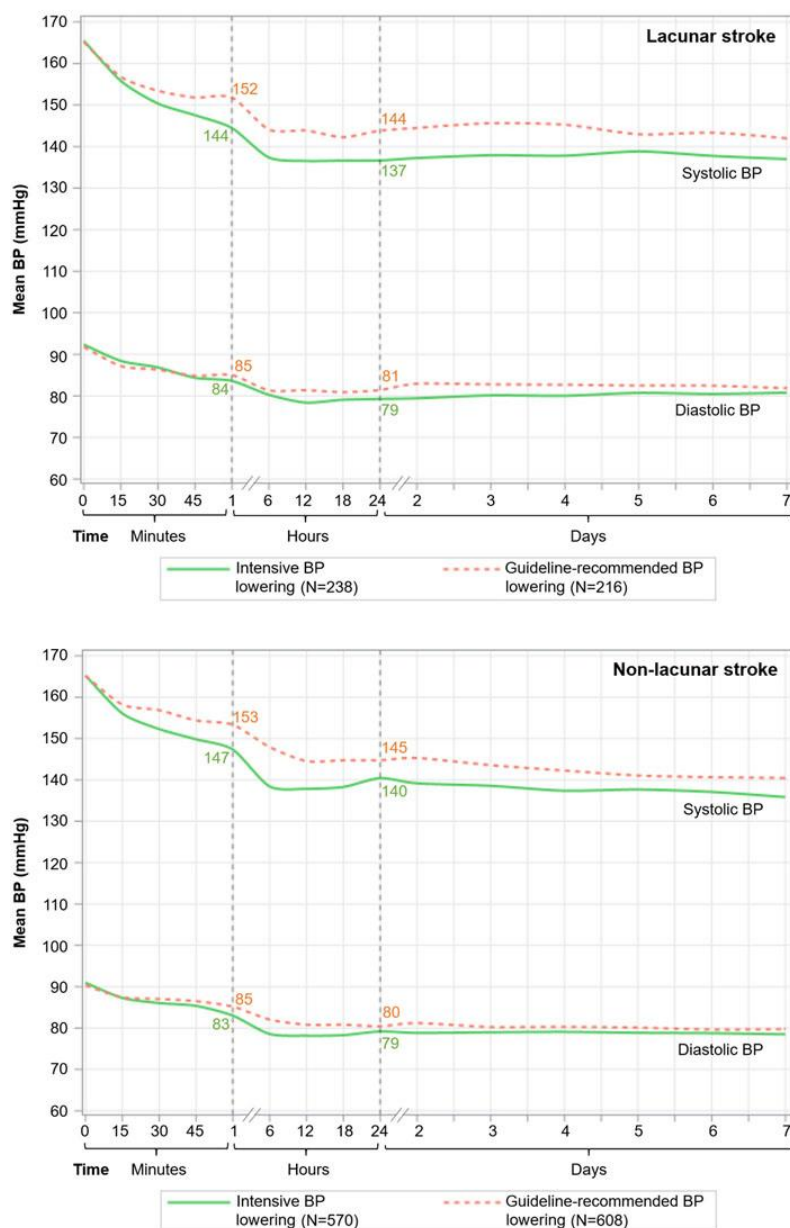 Lacunar stroke
Mean BP (mmHg)
170
160
150
140
130
120
110
100
90
80
70
60
152
144
144
137
Systolic BP
85
84
81
79
Diastolic BP
0 15 30 45 1 6 12 18 24 2 3 4 5 6 7
Time Minutes Hours Days
Intensive BP lowering (N=238)
Guideline-recommended BP lowering (N=216)
Non-lacunar stroke
Mean BP (mmHg)
170
160
150
140
130
120
110
100
90
80
70
60
153
147
145
140
Systolic BP
85
83
80
79
Diastolic BP
0 15 30 45 1 6 12 18 24 2 3 4 5 6 7
Time Minutes Hours Days
Intensive BP lowering (N=570)
Guideline-recommended BP lowering (N=608)